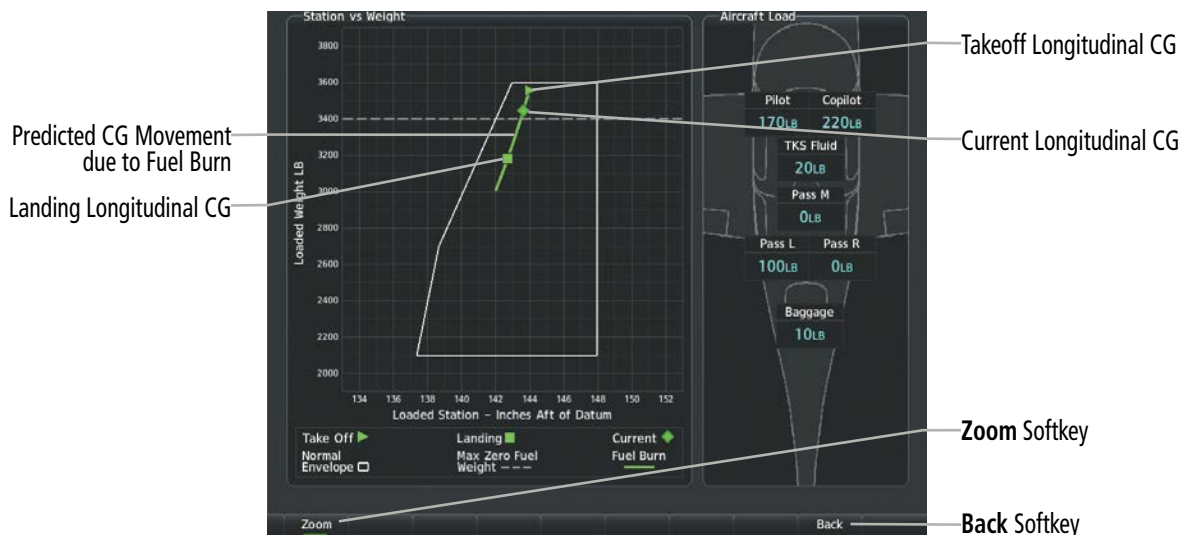 Station vs Weight
3800
3600
3400
3200
3000
2800
2600
2400
2200
2000
Loaded Weight LB
134 136 138 140 142 144 146 148 150 152
Loaded Station – Inches Aft of Datum
Take Off
Landing
Current
Normal Envelope
Max Zero Fuel Weight
Fuel Burn
Aircraft Load
Pilot Copilot
170LB 220LB
TKS Fluid
20LB
Pass M
0LB
Pass L Pass R
100LB 0LB
Baggage
10LB
Zoom
Back
Predicted CG Movement
due to Fuel Burn
Landing Longitudinal CG
Takeoff Longitudinal CG
Current Longitudinal CG
Zoom Softkey
Back Softkey